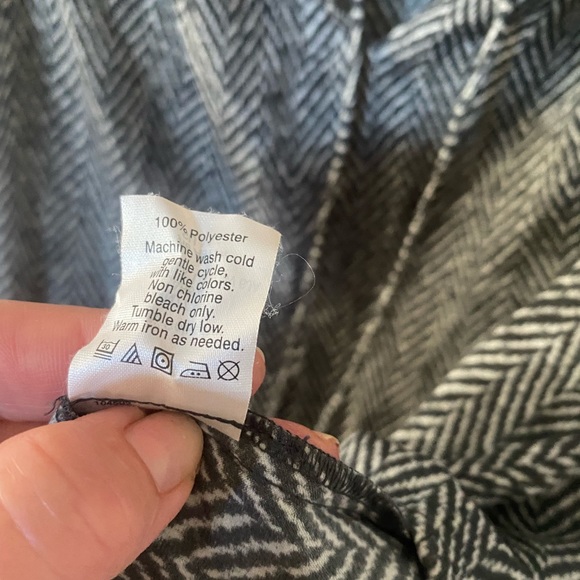 100% Polyester
Machine wash cold
gentle cycle,
with like colors.
Non chlorine
bleach only.
Tumble dry low.
Warm iron as needed.
30